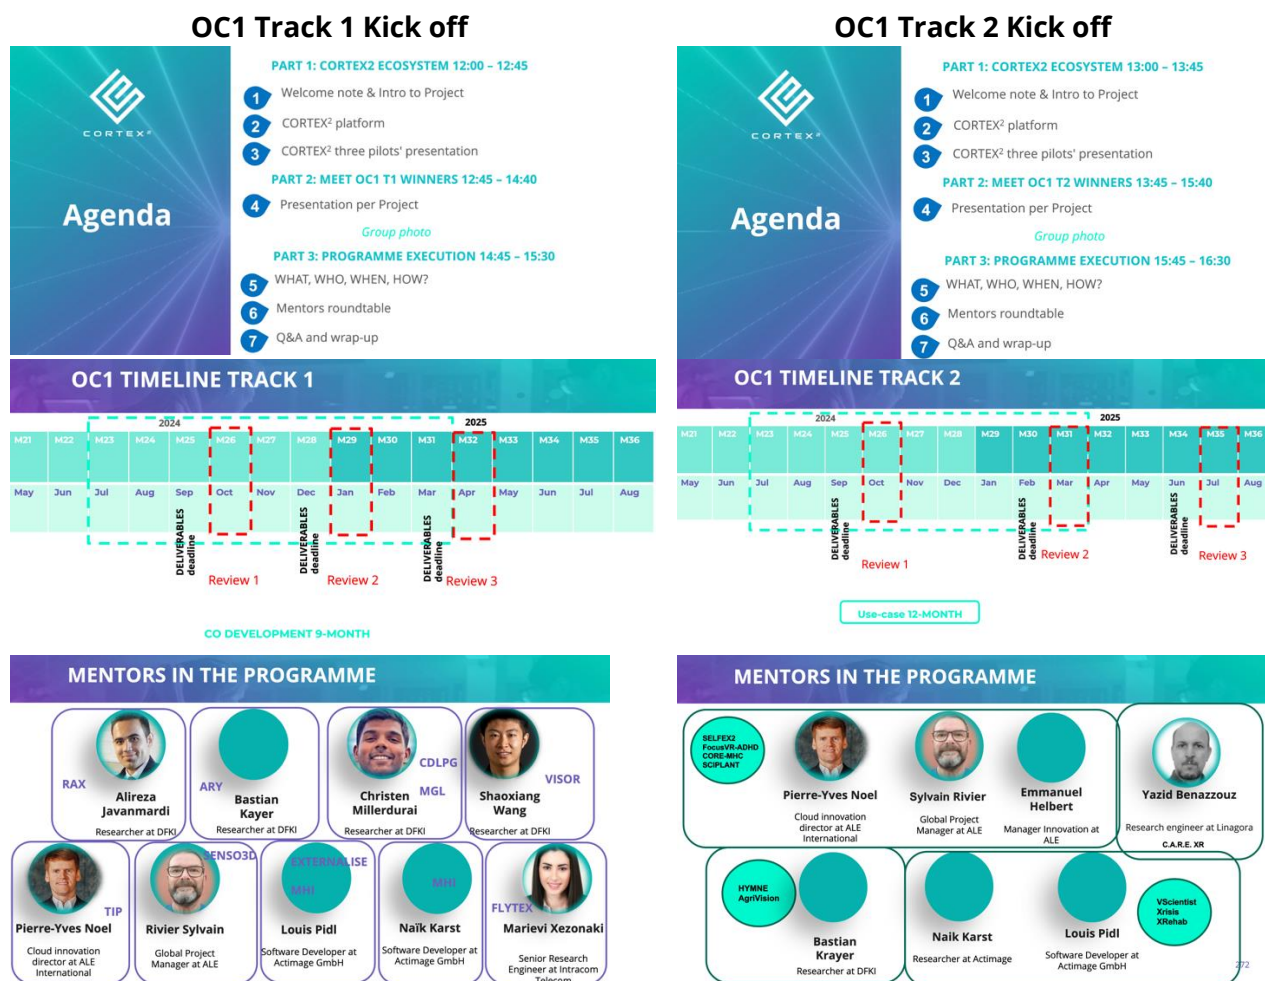 OC1 Track 1 Kick off
CORTEX²
Agenda
PART 1: CORTEX2 ECOSYSTEM 12:00 – 12:45
1 Welcome note & Intro to Project
2 CORTEX² platform
3 CORTEX² three pilots' presentation
PART 2: MEET OC1 T1 WINNERS 12:45 – 14:40
4 Presentation per Project
Group photo
PART 3: PROGRAMME EXECUTION 14:45 – 15:30
5 WHAT, WHO, WHEN, HOW?
6 Mentors roundtable
7 Q&A and wrap-up
OC1 TIMELINE TRACK 1
2024 2025
M21 M22 M23 M24 M25 M26 M27 M28 M29 M30 M31 M32 M33 M34 M35 M36
May Jun Jul Aug Sep Oct Nov Dec Jan Feb Mar Apr May Jun Jul Aug
DELIVERABLES
deadline
DELIVERABLES
deadline
DELIVERABLES
deadline
Review 1
Review 2
Review 3
CO DEVELOPMENT 9-MONTH
MENTORS IN THE PROGRAMME
RAX
Alireza
Javanmardi
Researcher at DFKI
ARY
Bastian
Kayer
Researcher at DFKI
CDLPG
MGL
Christen
Millerdurai
Researcher at DFKI
VISOR
Shaoxiang
Wang
Researcher at DFKI
TIP
Pierre-Yves Noel
Cloud innovation
director at ALE
International
SENSO3D
Rivier Sylvain
Global Project
Manager at ALE
EXTERNALISE
MHI
Louis Pidl
Software Developer at
Actimage GmbH
MHI
Naïk Karst
Software Developer at
Actimage GmbH
FLYTEX
Marievi Xezonaki
Senior Research
Engineer at Intracom
Telecom
OC1 Track 2 Kick off
CORTEX²
Agenda
PART 1: CORTEX2 ECOSYSTEM 13:00 – 13:45
1 Welcome note & Intro to Project
2 CORTEX² platform
3 CORTEX² three pilots' presentation
PART 2: MEET OC1 T2 WINNERS 13:45 – 15:40
4 Presentation per Project
Group photo
PART 3: PROGRAMME EXECUTION 15:45 – 16:30
5 WHAT, WHO, WHEN, HOW?
6 Mentors roundtable
7 Q&A and wrap-up
OC1 TIMELINE TRACK 2
2024 2025
M21 M22 M23 M24 M25 M26 M27 M28 M29 M30 M31 M32 M33 M34 M35 M36
May Jun Jul Aug Sep Oct Nov Dec Jan Feb Mar Apr May Jun Jul Aug
DELIVERABLES
deadline
DELIVERABLES
deadline
DELIVERABLES
deadline
Review 1
Review 2
Review 3
Use-case 12-MONTH
MENTORS IN THE PROGRAMME
SELFEX2
FocusVR-ADHD
CORE-MHC
SCIPLANT
Pierre-Yves Noel
Cloud innovation
director at ALE
International
Sylvain Rivier
Global Project
Manager at ALE
Emmanuel
Helbert
Manager Innovation at
ALE
Yazid Benazzouz
Research engineer at Linagora
C.A.R.E. XR
HYMNE
AgriVision
Bastian
Krayer
Researcher at DFKI
Naik Karst
Researcher at Actimage
Louis Pidl
Software Developer at
Actimage GmbH
VScientist
Xrisis
XRehab
272